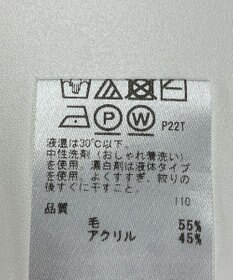 P W P22T
液温は30℃以下。
中性洗剤（おしゃれ着洗い）
を使用、漂白剤は液体タイプ
を使用。よくすすぎ、絞りの
後すぐに干すこと。
110
品質
毛 55%
アクリル 45%